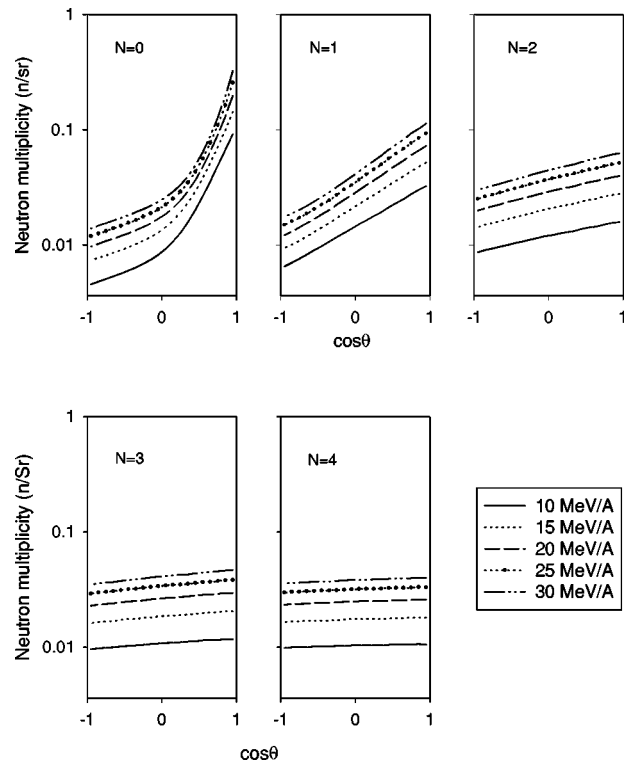 Neutron multiplicity (n/sr)
1
0.1
0.01
N=0
N=1
N=2
-1 0 1
-1 0 1
-1 0 1
cosθ
Neutron multiplicity (n/Sr)
1
0.1
0.01
N=3
N=4
-1 0 1
-1 0 1
cosθ
10 MeV/A
15 MeV/A
20 MeV/A
25 MeV/A
30 MeV/A